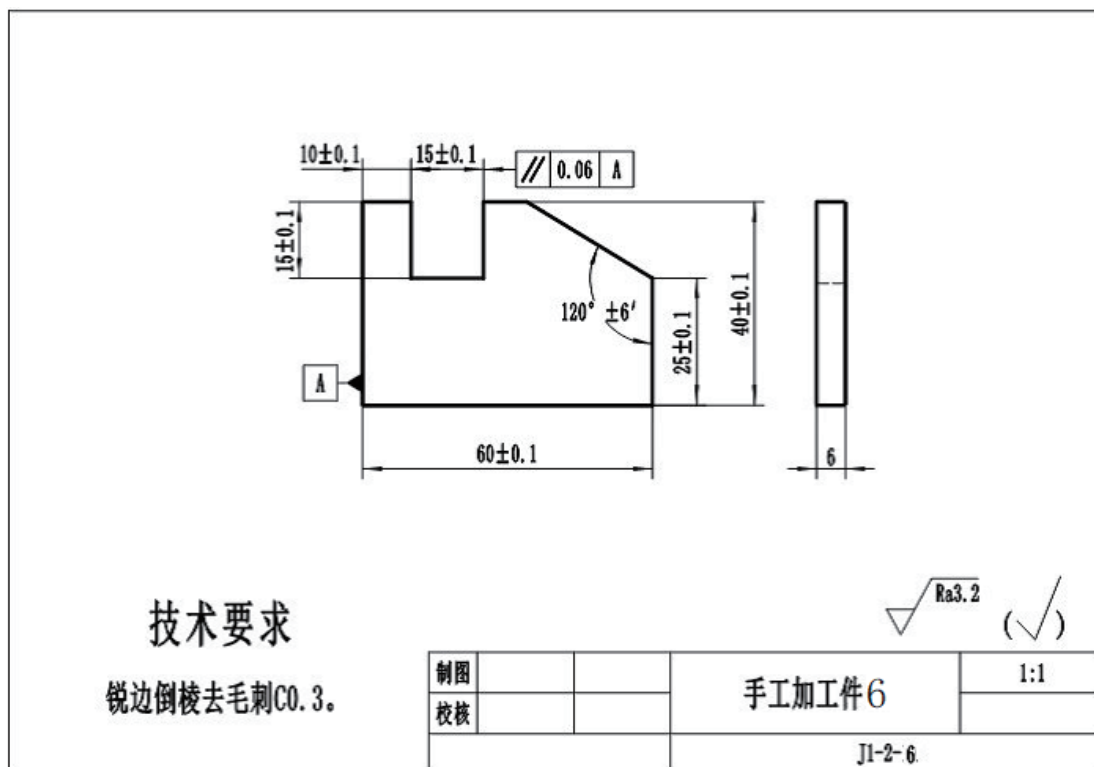 10±0.1
15±0.1
// 0.06 A
15±0.1
120° ±6′
25±0.1
40±0.1
A
60±0.1
6
Ra3.2
(√)
技术要求
锐边倒棱去毛刺C0.3。
制图
手工加工件6
1:1
校核
J1-2-.6.